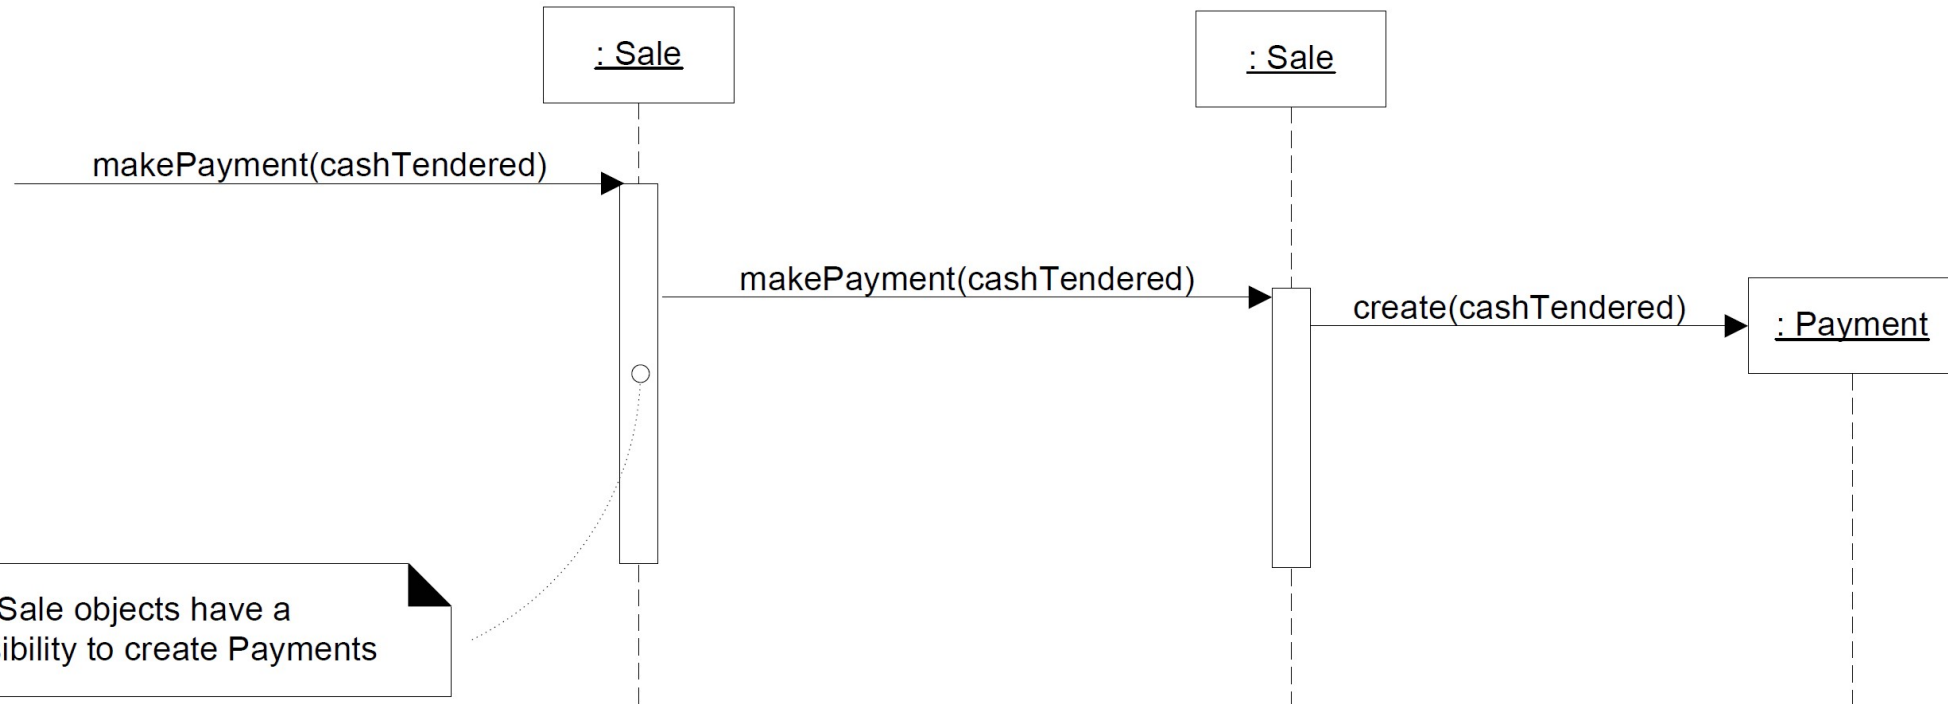 : Sale
: Sale
makePayment(cashTendered)
makePayment(cashTendered)
create(cashTendered)
: Payment
Sale objects have a
ibility to create Payments